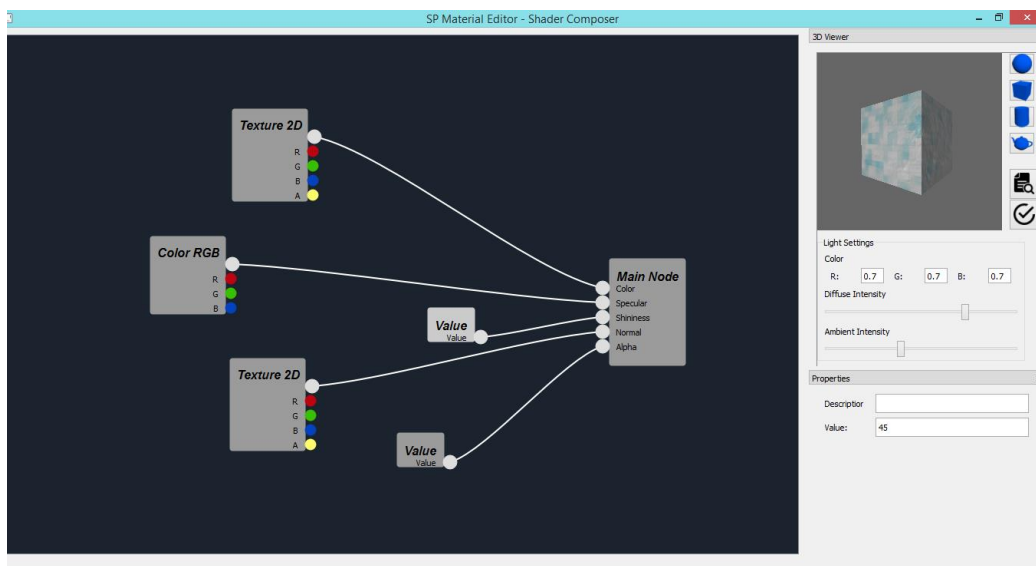 SP Material Editor - Shader Composer
Texture 2D
R
G
B
A
Color RGB
R
G
B
Value
Value
Texture 2D
R
G
B
A
Value
Value
Main Node
Color
Specular
Shininess
Normal
Alpha
3D Viewer
Light Settings
Color
R: 0.7 G: 0.7 B: 0.7
Diffuse Intensity
Ambient Intensity
Properties
Descriptior
Value: 45